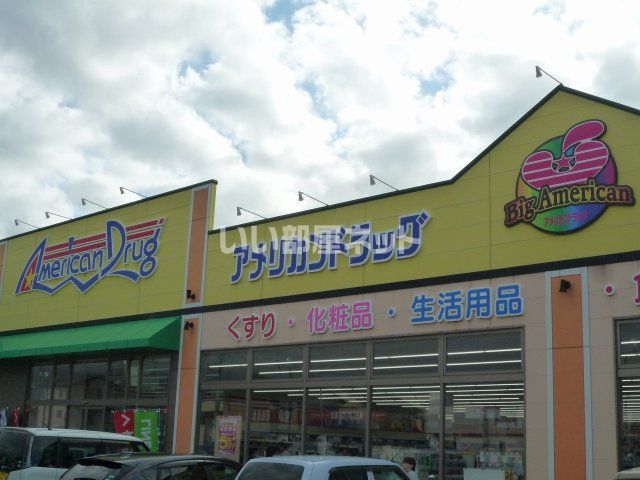 American Drug
アメリカンドラッグ
Big American
アメリカンドラッグ
くすり・化粧品・生活用品・
いい部屋ネット